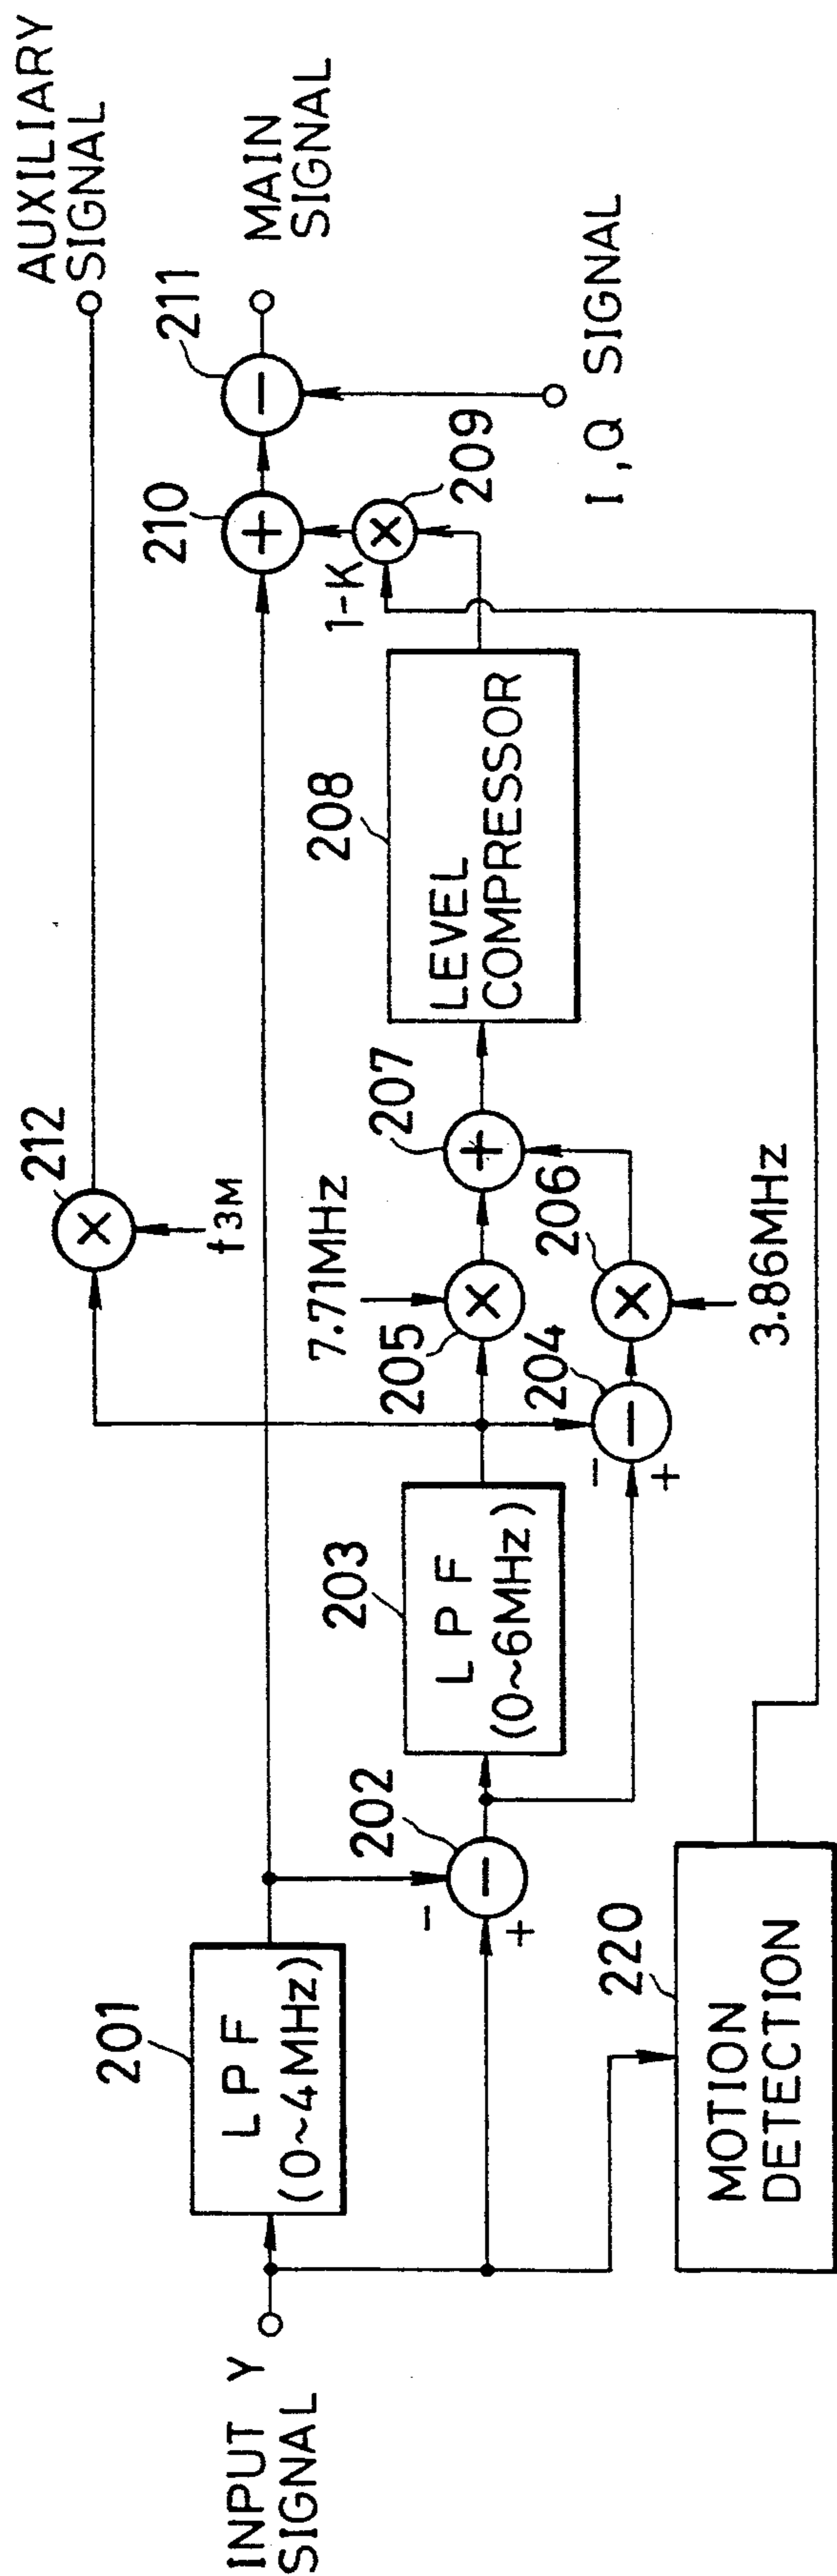 AUXILIARY
SIGNAL
212
f3M
MAIN
SIGNAL
211
210
209
1-K
I, Q SIGNAL
INPUT Y
SIGNAL
201
LPF
(0~4MHz)
202
-
+
203
LPF
(0~6MHz)
7.71MHz
205
204
-
+
206
3.86MHz
207
208
LEVEL
COMPRESSOR
220
MOTION
DETECTION